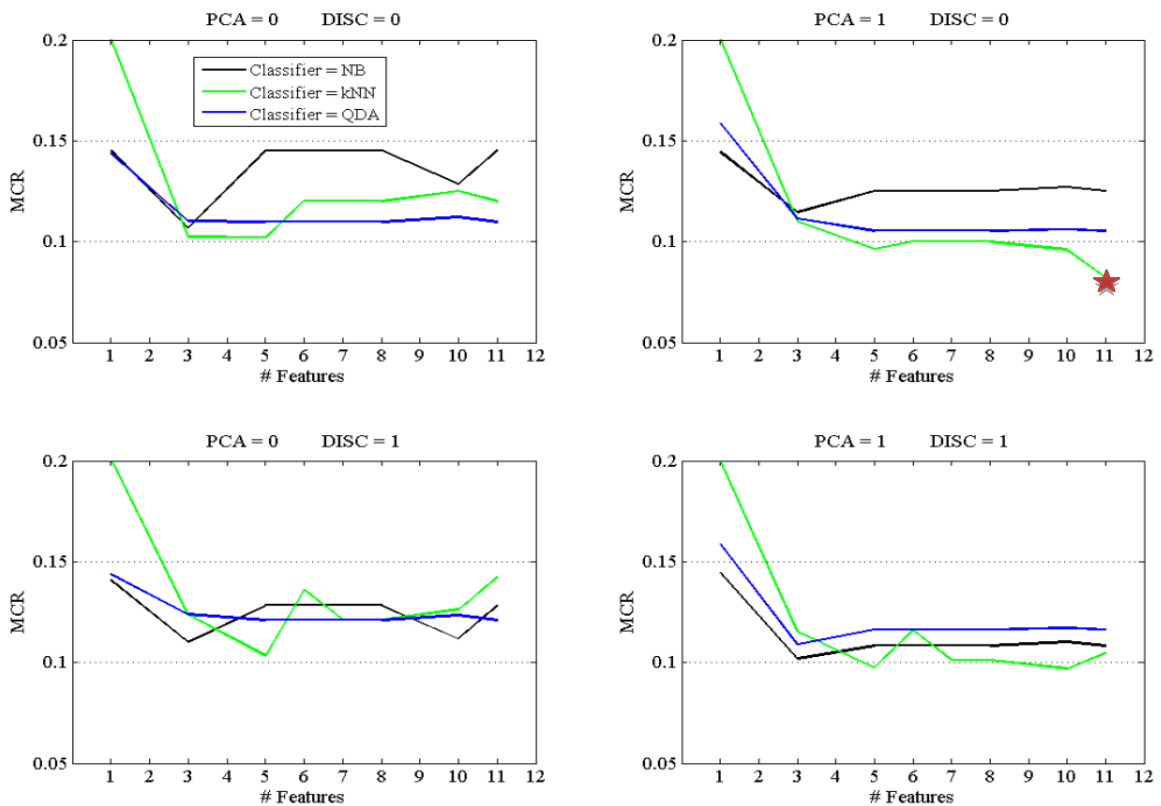 PCA = 0 DISC = 0
0.2
0.15
0.1
0.05
MCR
Classifier = NB
Classifier = kNN
Classifier = QDA
1 2 3 4 5 6 7 8 9 10 11 12
# Features
PCA = 1 DISC = 0
0.2
0.15
0.1
0.05
MCR
1 2 3 4 5 6 7 8 9 10 11 12
# Features
PCA = 0 DISC = 1
0.2
0.15
0.1
0.05
MCR
1 2 3 4 5 6 7 8 9 10 11 12
# Features
PCA = 1 DISC = 1
0.2
0.15
0.1
0.05
MCR
1 2 3 4 5 6 7 8 9 10 11 12
# Features